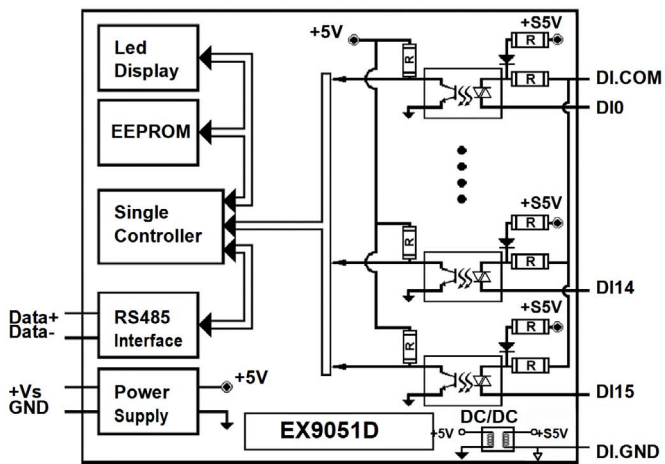 Led
Display
EEPROM
Single
Controller
RS485
Interface
Data+
Data-
Power
Supply
+Vs
GND
+5V
+5V
R
+S5V
R
R
DI.COM
DI0
R
+S5V
R
R
DI14
R
+S5V
R
R
DI15
EX9051D
DC/DC
+5V
+S5V
DI.GND